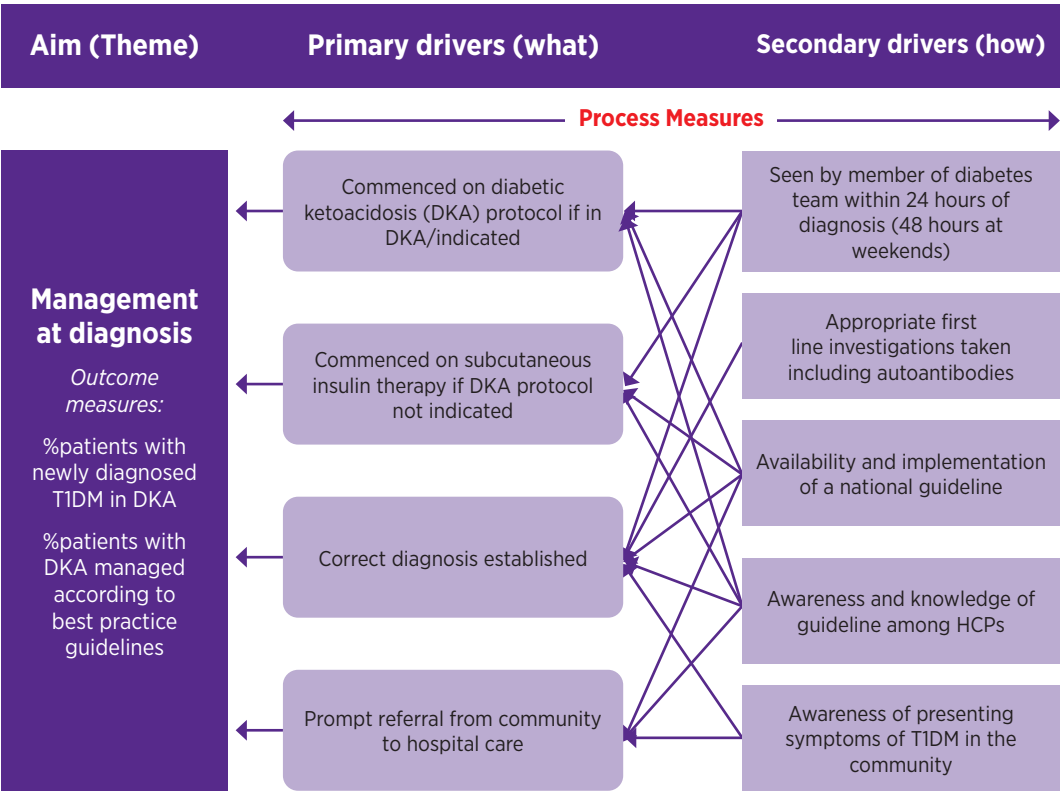 Aim (Theme)
Primary drivers (what)
Secondary drivers (how)
Process Measures
Management
at diagnosis
Outcome
measures:
%patients with
newly diagnosed
T1DM in DKA
%patients with
DKA managed
according to
best practice
guidelines
Commenced on diabetic
ketoacidosis (DKA) protocol if in
DKA/indicated
Commenced on subcutaneous
insulin therapy if DKA protocol
not indicated
Correct diagnosis established
Prompt referral from community
to hospital care
Seen by member of diabetes
team within 24 hours of
diagnosis (48 hours at
weekends)
Appropriate first
line investigations taken
including autoantibodies
Availability and implementation
of a national guideline
Awareness and knowledge of
guideline among HCPs
Awareness of presenting
symptoms of T1DM in the
community